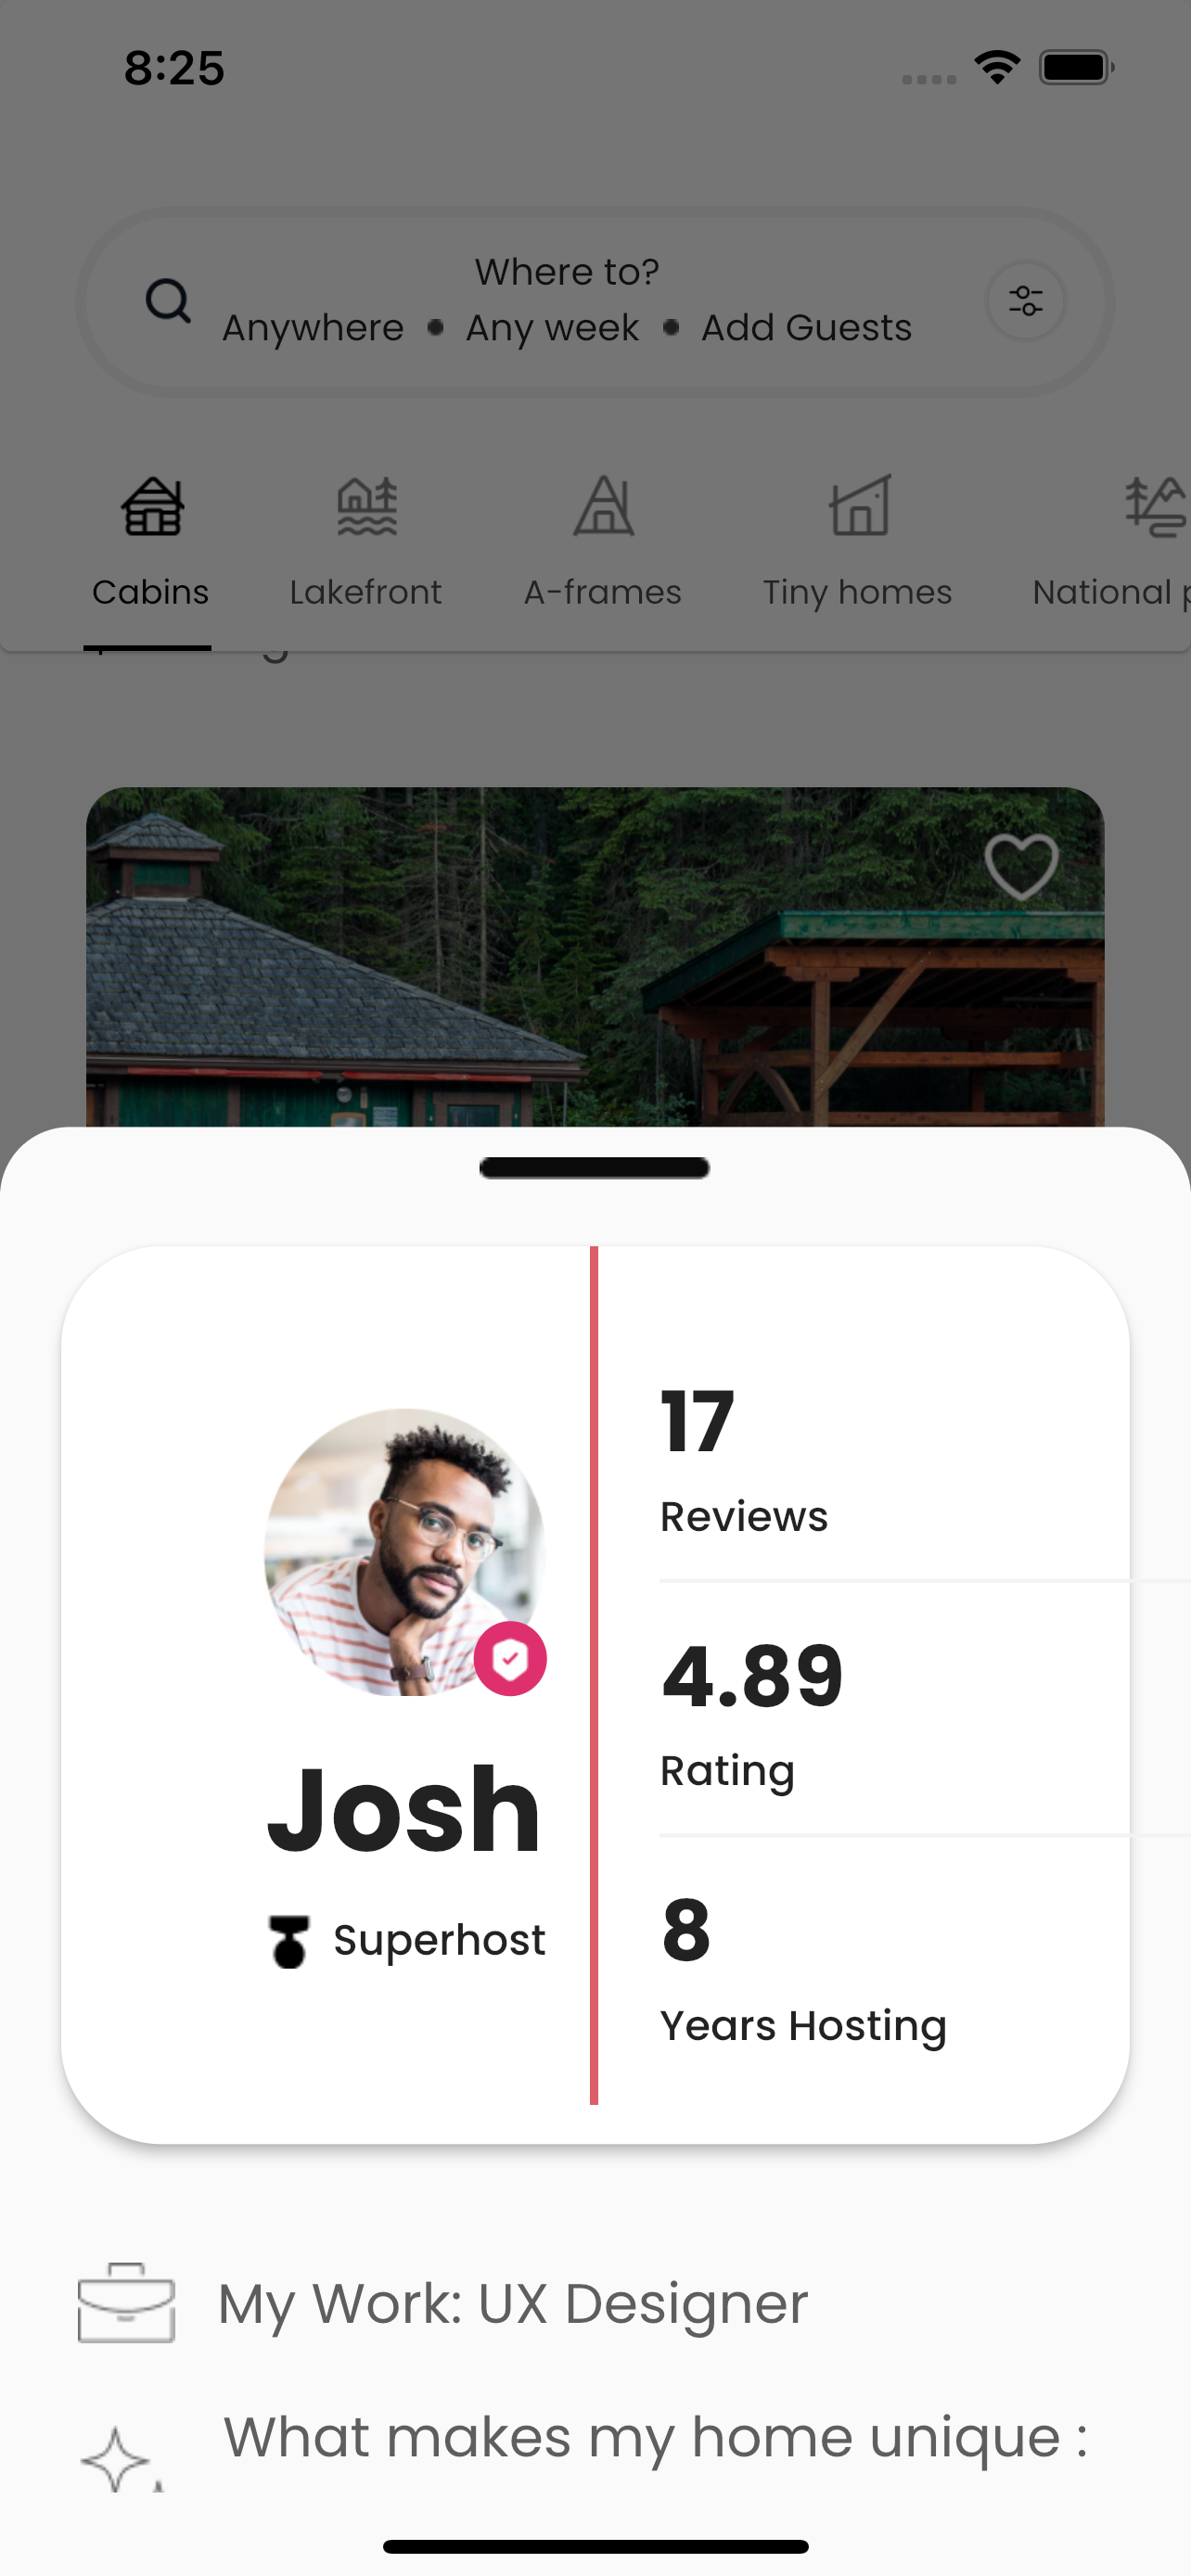 8:25
Where to?
Anywhere • Any week • Add Guests
Cabins Lakefront A-frames Tiny homes National
17
Reviews
4.89
Rating
Josh
8
Superhost
Years Hosting
My Work: UX Designer
What makes my home unique :